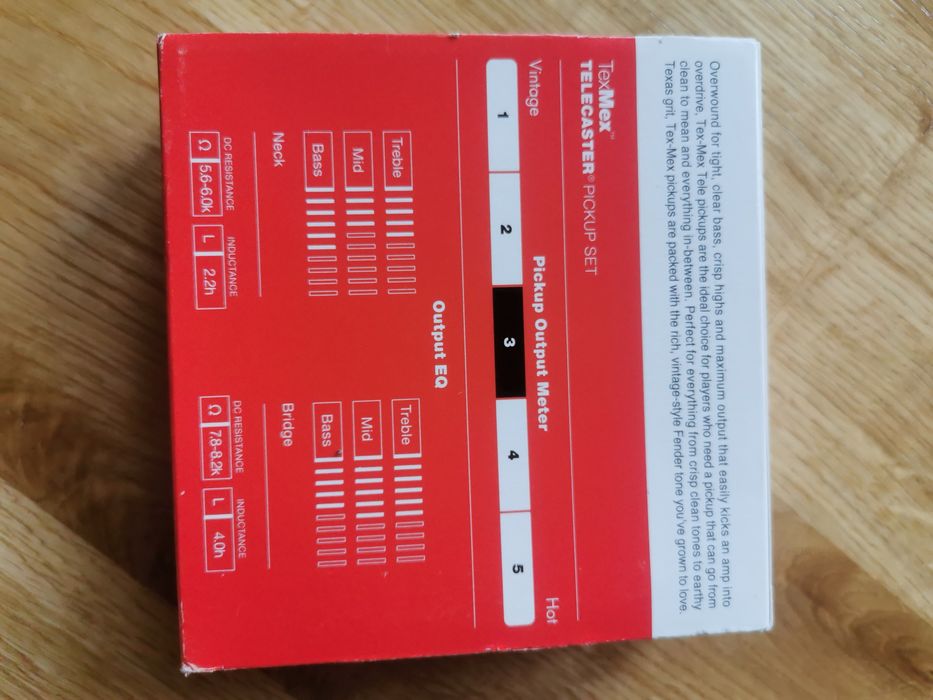 Overwound for tight, clear bass, crisp highs and maximum output that easily kicks an amp into
overdrive, Tex-Mex Tele pickups are the ideal choice for players who need a pickup that can go from
clean to mean and everything in-between. Perfect for everything from crisp clean tones to earthy
Texas grit, Tex-Mex pickups are packed with the rich, vintage-style Fender tone you've grown to love.
TexMex™
TELECASTER® PICKUP SET
Pickup Output Meter
Vintage Hot
1 2 3 4 5
Output EQ
Treble
Mid
Bass
Neck
DC RESISTANCE INDUCTANCE
Ω 5.6-6.0k L 2.2h
Treble
Mid
Bass
Bridge
DC RESISTANCE INDUCTANCE
Ω 7.8-8.2k L 4.0h